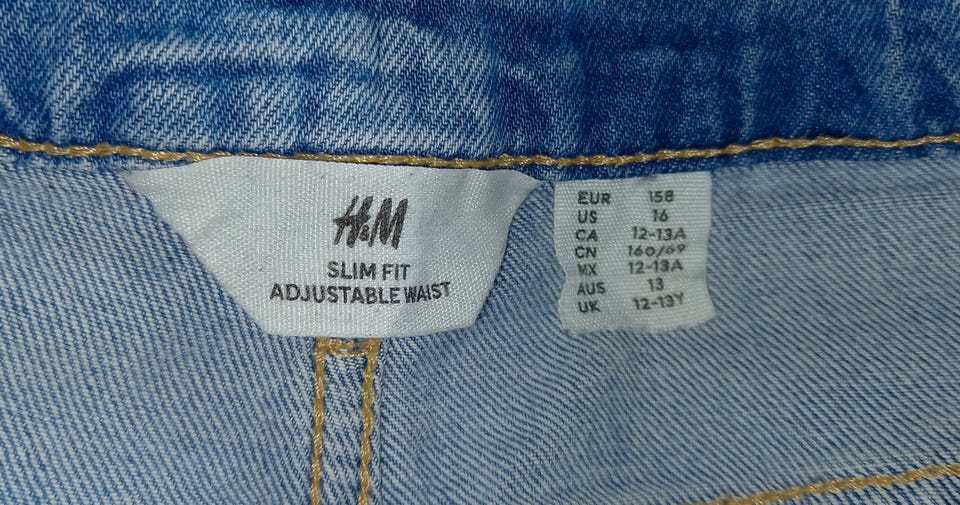 H&M
SLIM FIT
ADJUSTABLE WAIST
EUR 158
US 16
CA 12-13A
CN 160/69
MX 12-13A
AUS 13
UK 12-13Y